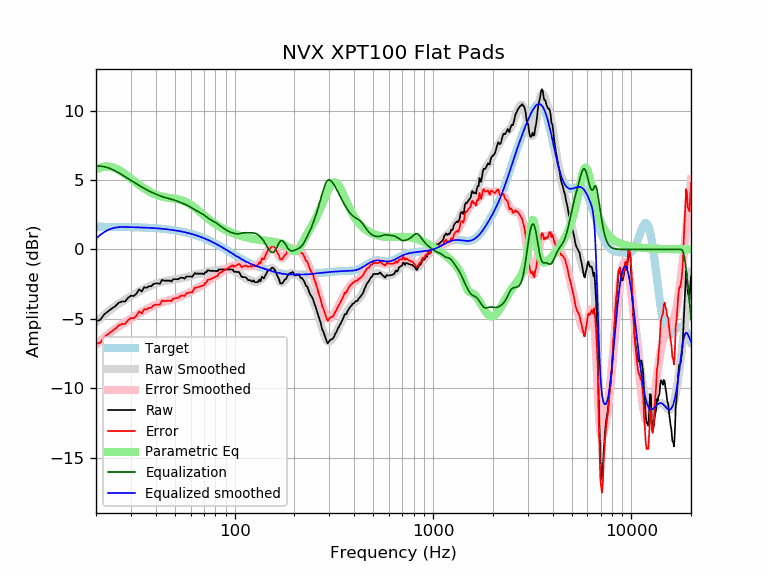 NVX XPT100 Flat Pads
Amplitude (dBr)
10
5
0
−5
−10
−15
Target
Raw Smoothed
Error Smoothed
Raw
Error
Parametric Eq
Equalization
Equalized smoothed
100
1000
10000
Frequency (Hz)